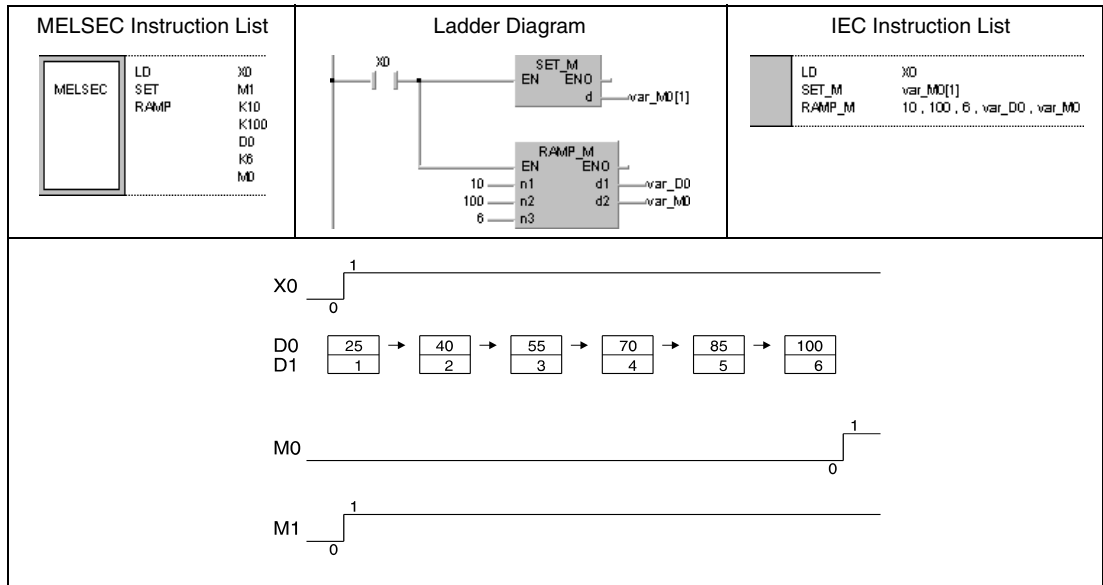 MELSEC Instruction List
MELSEC
LD X0
SET M1
RAMP K10
K100
D0
K6
M0
Ladder Diagram
X0
SET_M
EN ENO
d var_M0[1]
RAMP_M
EN ENO
10 n1 d1 var_D0
100 n2 d2 var_M0
6 n3
IEC Instruction List
LD X0
SET_M var_M0[1]
RAMP_M 10 , 100 , 6 , var_D0 , var_M0
X0 0 1
D0 25 → 40 → 55 → 70 → 85 → 100
D1 1 2 3 4 5 6
M0 0 1
M1 0 1